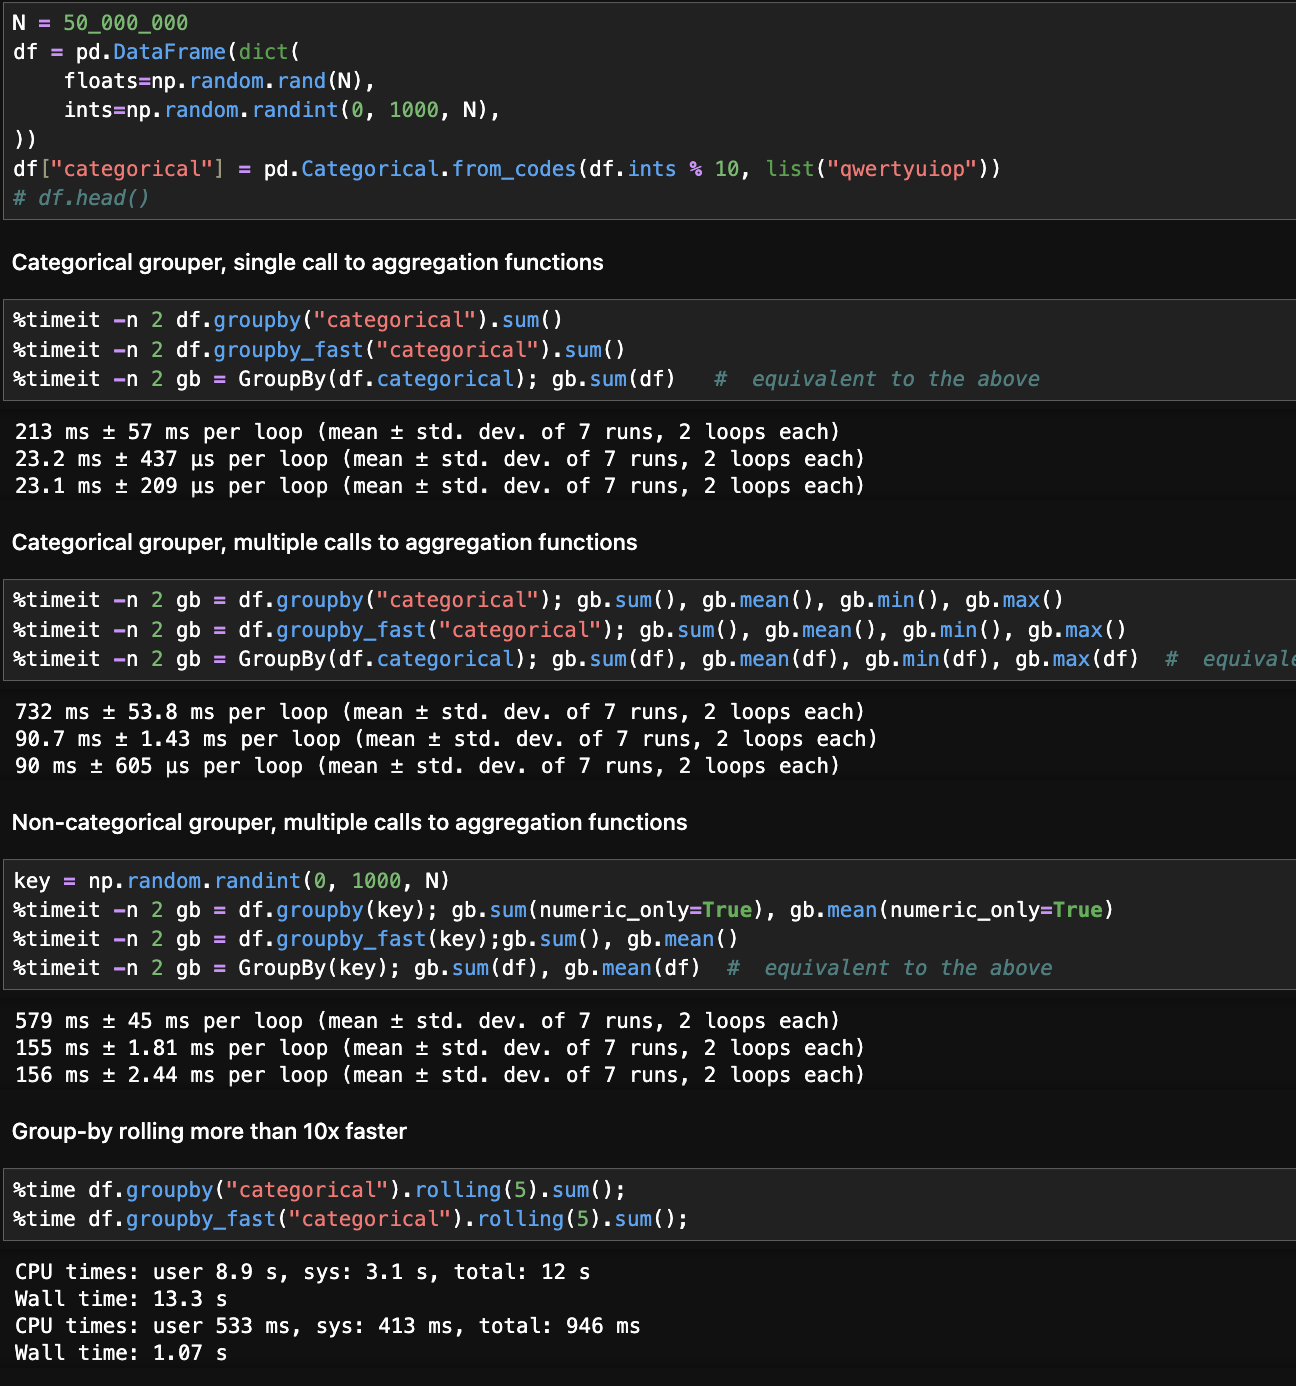 N = 50_000_000
df = pd.DataFrame(dict(
    floats=np.random.rand(N),
    ints=np.random.randint(0, 1000, N),
))
df["categorical"] = pd.Categorical.from_codes(df.ints % 10, list("qwertyuiop"))
# df.head()
Categorical grouper, single call to aggregation functions
%timeit -n 2 df.groupby("categorical").sum()
%timeit -n 2 df.groupby_fast("categorical").sum()
%timeit -n 2 gb = GroupBy(df.categorical); gb.sum(df)   #  equivalent to the above
213 ms ± 57 ms per loop (mean ± std. dev. of 7 runs, 2 loops each)
23.2 ms ± 437 μs per loop (mean ± std. dev. of 7 runs, 2 loops each)
23.1 ms ± 209 μs per loop (mean ± std. dev. of 7 runs, 2 loops each)
Categorical grouper, multiple calls to aggregation functions
%timeit -n 2 gb = df.groupby("categorical"); gb.sum(), gb.mean(), gb.min(), gb.max()
%timeit -n 2 gb = df.groupby_fast("categorical"); gb.sum(), gb.mean(), gb.min(), gb.max()
%timeit -n 2 gb = GroupBy(df.categorical); gb.sum(df), gb.mean(df), gb.min(df), gb.max(df)  #
732 ms ± 53.8 ms per loop (mean ± std. dev. of 7 runs, 2 loops each)
90.7 ms ± 1.43 ms per loop (mean ± std. dev. of 7 runs, 2 loops each)
90 ms ± 605 μs per loop (mean ± std. dev. of 7 runs, 2 loops each)
Non-categorical grouper, multiple calls to aggregation functions
key = np.random.randint(0, 1000, N)
%timeit -n 2 gb = df.groupby(key); gb.sum(numeric_only=True), gb.mean(numeric_only=True)
%timeit -n 2 gb = df.groupby_fast(key);gb.sum(), gb.mean()
%timeit -n 2 gb = GroupBy(key); gb.sum(df), gb.mean(df)  #  equivalent to the above
579 ms ± 45 ms per loop (mean ± std. dev. of 7 runs, 2 loops each)
155 ms ± 1.81 ms per loop (mean ± std. dev. of 7 runs, 2 loops each)
156 ms ± 2.44 ms per loop (mean ± std. dev. of 7 runs, 2 loops each)
Group-by rolling more than 10x faster
%time df.groupby("categorical").rolling(5).sum();
%time df.groupby_fast("categorical").rolling(5).sum();
CPU times: user 8.9 s, sys: 3.1 s, total: 12 s
Wall time: 13.3 s
CPU times: user 533 ms, sys: 413 ms, total: 946 ms
Wall time: 1.07 s